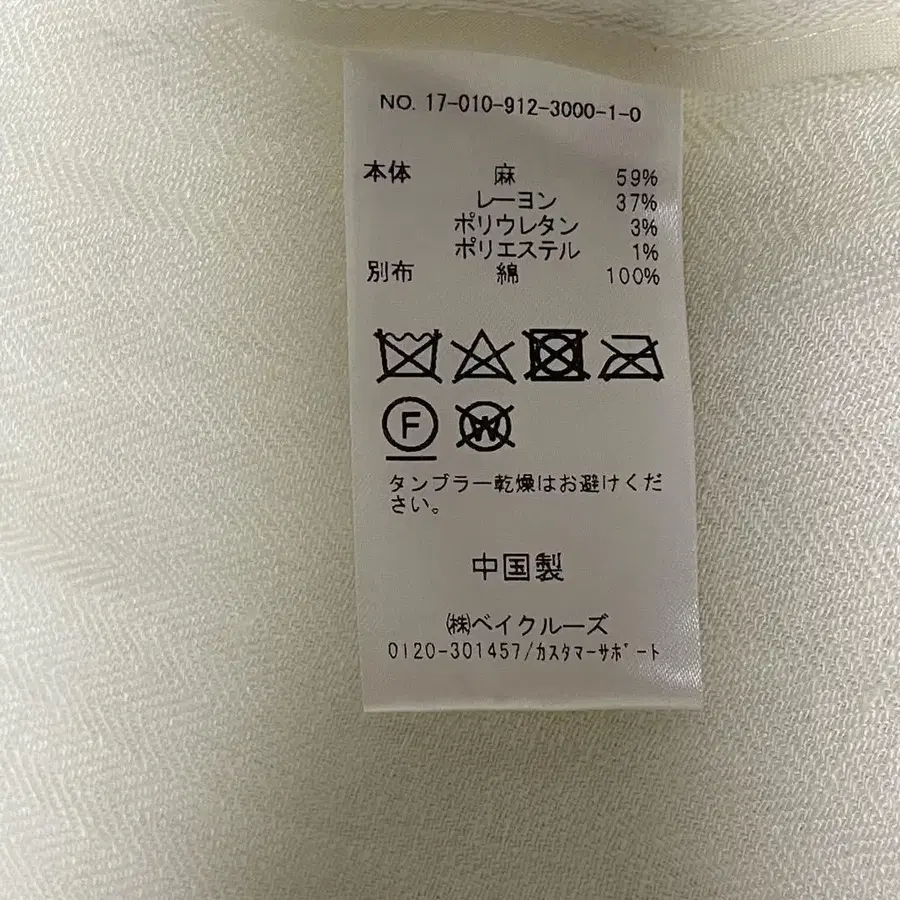 NO. 17-010-912-3000-1-0
本体 麻 59%
レーヨン 37%
ポリウレタン 3%
ポリエステル 1%
別布 綿 100%
F W
タンブラー乾燥はお避けくだ
さい。
中国製
㈱ベイクルーズ
0120-301457/ｶｽﾀﾏｰｻﾎﾟｰﾄ